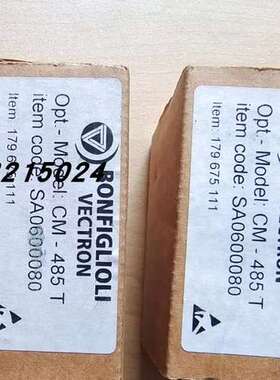 BONFIGLIOLI
VECTRON
Opt.- Model: CM - 485 T
item code: SA0600080
Item 179 675 111
Opt.- Model: CM - 485 T
item code: SA0600080
Item 179 675 111
215024